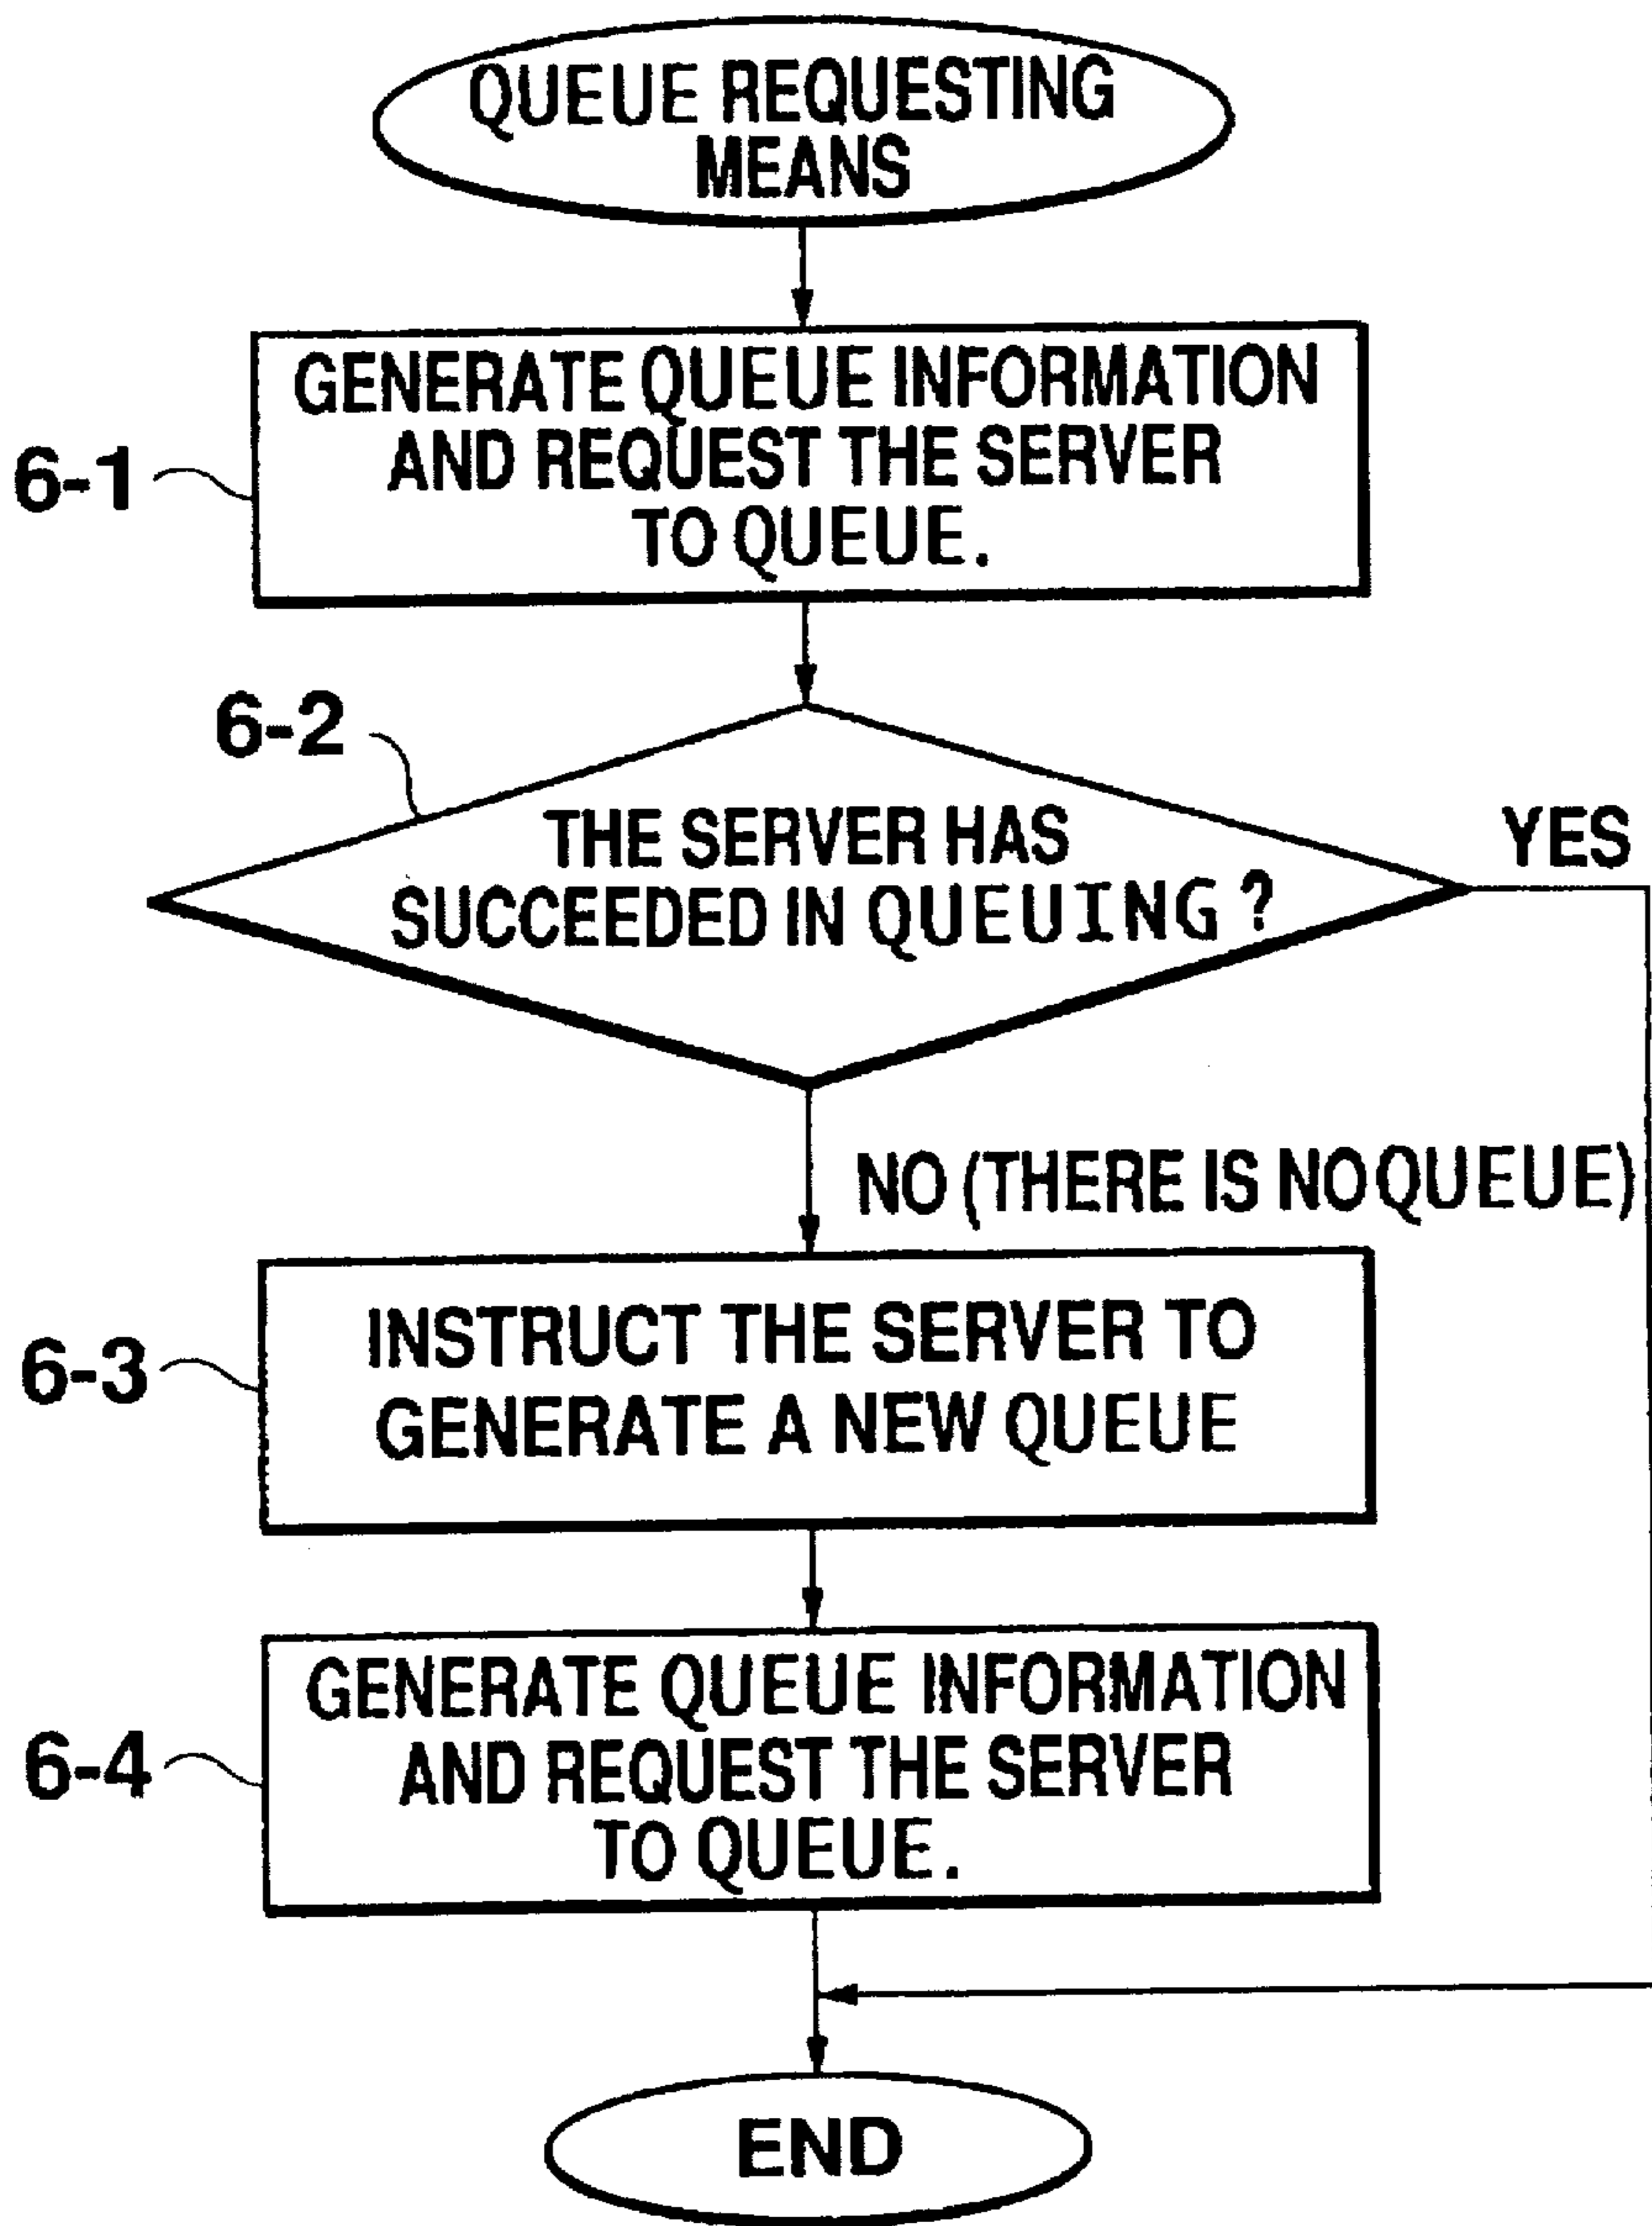 QUEUE REQUESTING
MEANS
6-1
GENERATE QUEUE INFORMATION
AND REQUEST THE SERVER
TO QUEUE.
6-2
THE SERVER HAS
SUCCEEDED IN QUEUING ?
YES
NO (THERE IS NO QUEUE)
6-3
INSTRUCT THE SERVER TO
GENERATE A NEW QUEUE
6-4
GENERATE QUEUE INFORMATION
AND REQUEST THE SERVER
TO QUEUE.
END